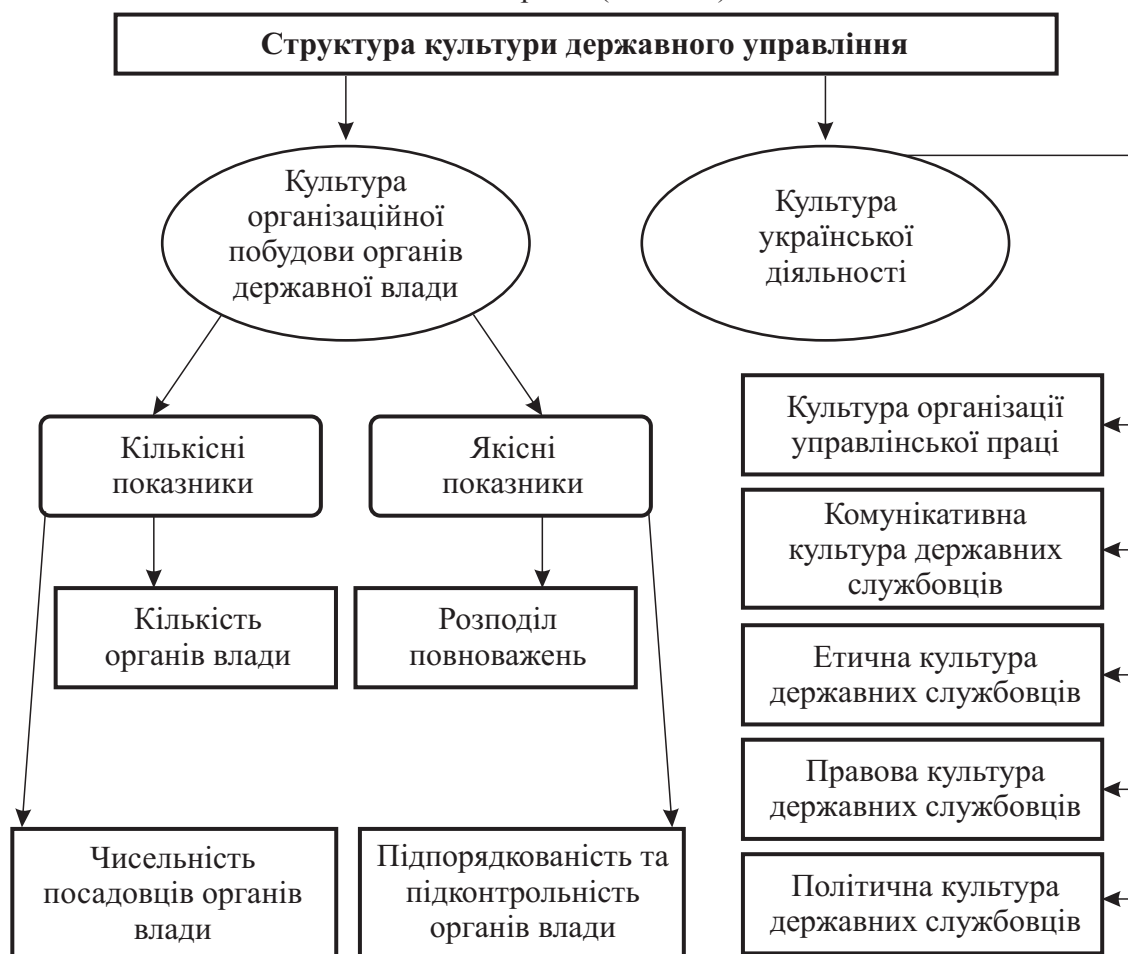 Структура культури державного управління
Культура
організаційної
побудови органів
державної влади
Культура
української
діяльності
Кількісні
показники
Якісні
показники
Кількість
органів влади
Розподіл
повноважень
Чисельність
посадовців органів
влади
Підпорядкованість та
підконтрольність
органів влади
Культура організації
управлінської праці
Комунікативна
культура державних
службовців
Етична культура
державних службовців
Правова культура
державних службовців
Політична культура
державних службовців